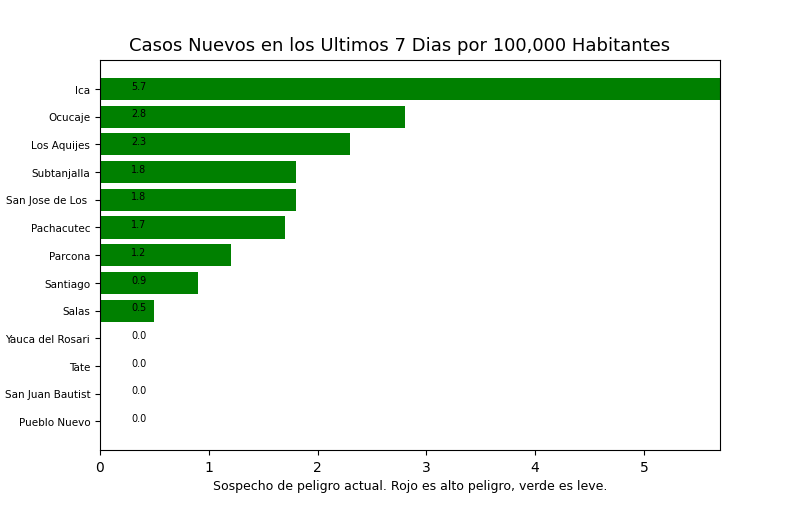 Casos Nuevos en los Ultimos 7 Dias por 100,000 Habitantes
Ica 5.7
Ocucaje 2.8
Los Aquijes 2.3
Subtanjalla 1.8
San Jose de Los 1.8
Pachacutec 1.7
Parcona 1.2
Santiago 0.9
Salas 0.5
Yauca del Rosari 0.0
Tate 0.0
San Juan Bautist 0.0
Pueblo Nuevo 0.0
0 1 2 3 4 5
Sospecho de peligro actual. Rojo es alto peligro, verde es leve.